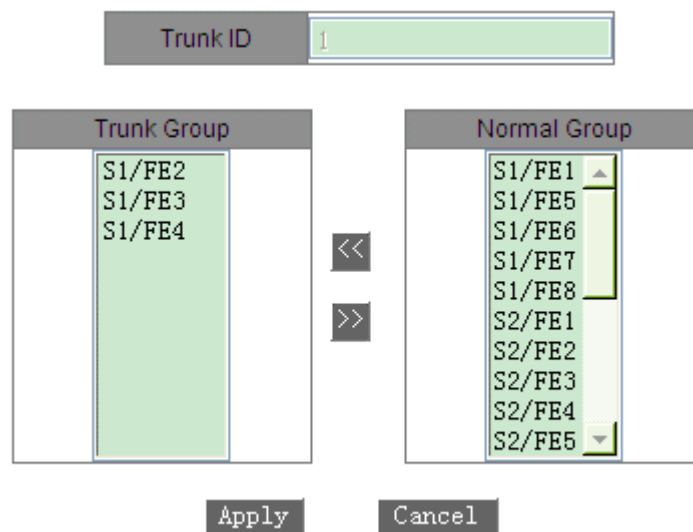 Trunk ID 1
Trunk Group
S1/FE2
S1/FE3
S1/FE4
<<
>>
Normal Group
S1/FE1
S1/FE5
S1/FE6
S1/FE7
S1/FE8
S2/FE1
S2/FE2
S2/FE3
S2/FE4
S2/FE5
Apply Cancel